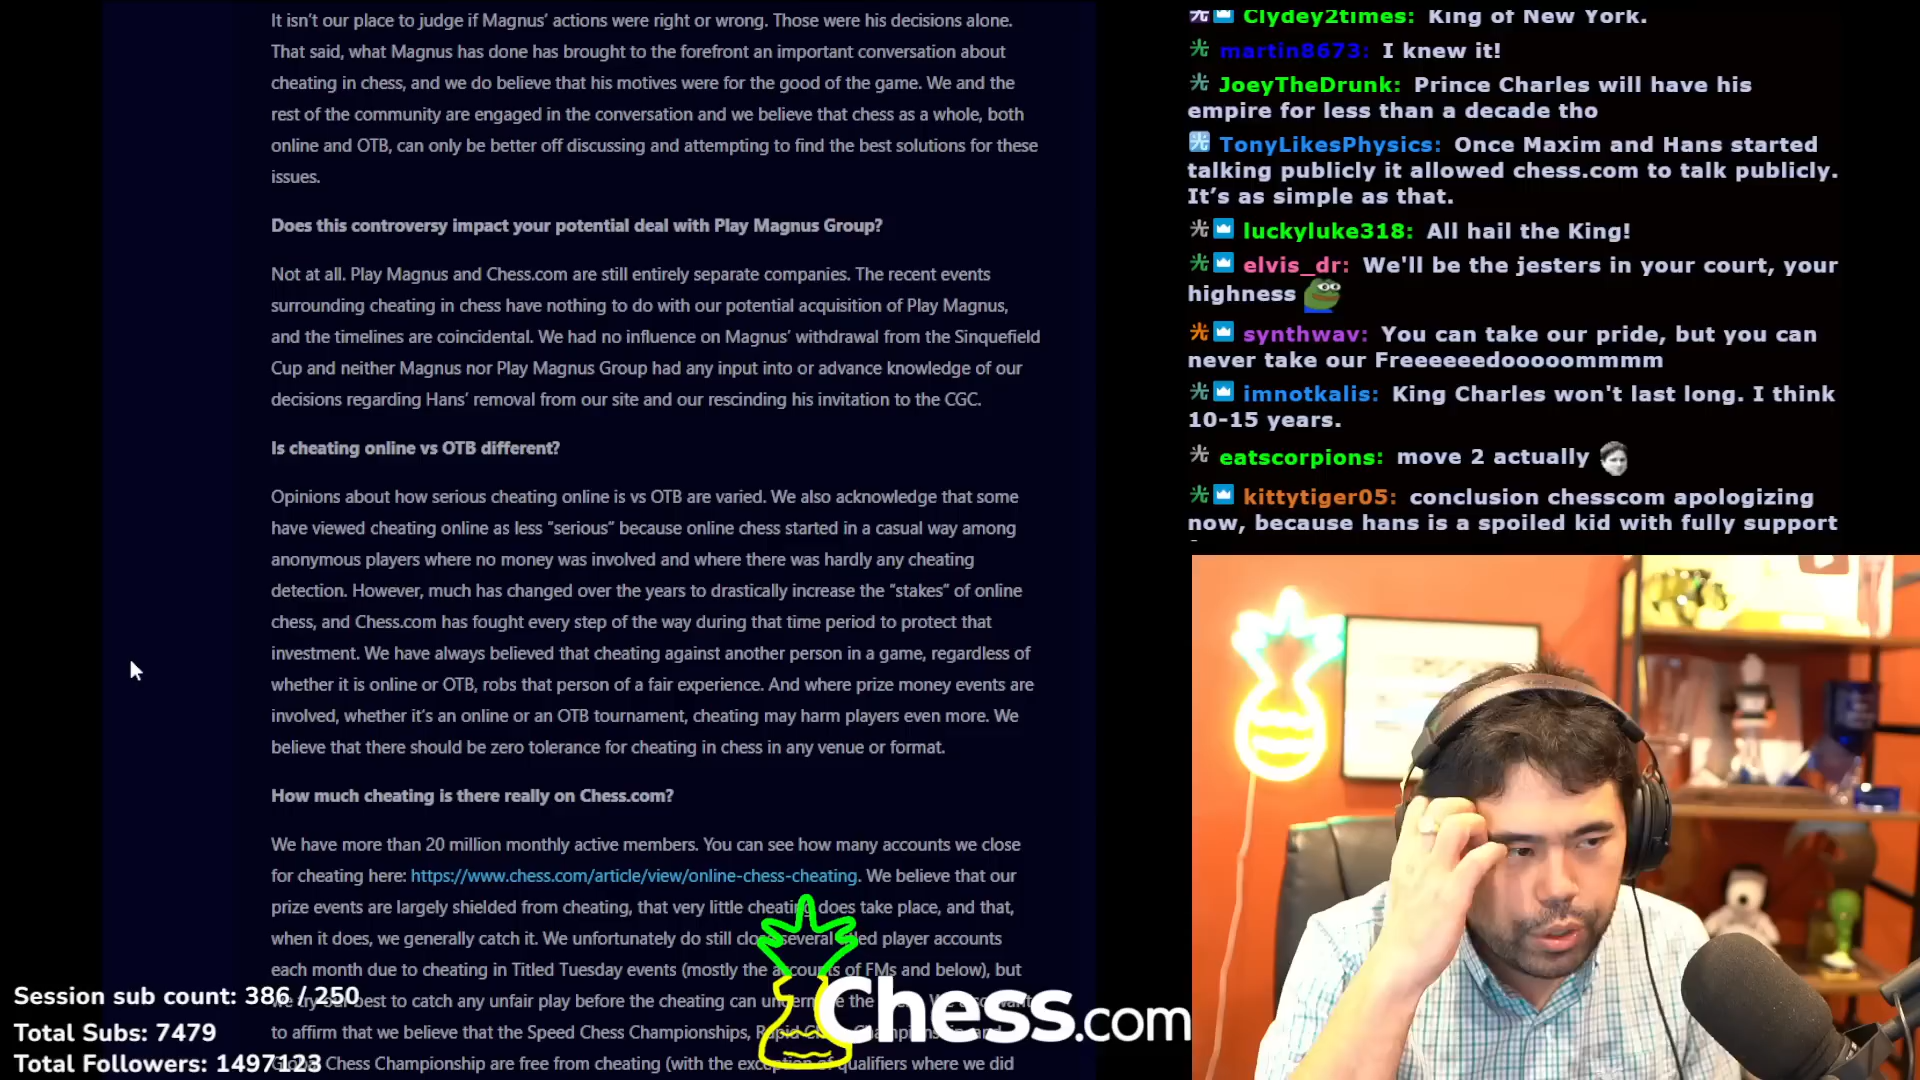 It isn't our place to judge if Magnus' actions were right or wrong. Those were his decisions alone.
That said, what Magnus has done has brought to the forefront an important conversation about
cheating in chess, and we do believe that his motives were for the good of the game. We and the
rest of the community are engaged in the conversation and we believe that chess as a whole, both
online and OTB, can only be better off discussing and attempting to find the best solutions for these
issues.
Does this controversy impact your potential deal with Play Magnus Group?
Not at all. Play Magnus and Chess.com are still entirely separate companies. The recent events
surrounding cheating in chess have nothing to do with our potential acquisition of Play Magnus,
and the timelines are coincidental. We had no influence on Magnus' withdrawal from the Sinquefield
Cup and neither Magnus nor Play Magnus Group had any input into or advance knowledge of our
decisions regarding Hans' removal from our site and our rescinding his invitation to the CGC.
Is cheating online vs OTB different?
Opinions about how serious cheating online is vs OTB are varied. We also acknowledge that some
have viewed cheating online as less "serious" because online chess started in a casual way among
anonymous players where no money was involved and where there was hardly any cheating
detection. However, much has changed over the years to drastically increase the "stakes" of online
chess, and Chess.com has fought every step of the way during that time period to protect that
investment. We have always believed that cheating against another person in a game, regardless of
whether it is online or OTB, robs that person of a fair experience. And where prize money events are
involved, whether it's an online or an OTB tournament, cheating may harm players even more. We
believe that there should be zero tolerance for cheating in chess in any venue or format.
How much cheating is there really on Chess.com?
We have more than 20 million monthly active members. You can see how many accounts we close
for cheating here: https://www.chess.com/article/view/online-chess-cheating. We believe that our
prize events are largely shielded from cheating, that very little cheating does take place, and that,
when it does, we generally catch it. We unfortunately do still close several titled player accounts
each month due to cheating in Titled Tuesday events (mostly the accounts of FMs and below), but
we try our best to catch any unfair play before the cheating can the
to affirm that we believe that the Speed Chess Championships,
Chess Championship are free from cheating (with the exception of qualifiers where we did
Session sub count: 386 / 250
Total Subs: 7479
Total Followers: 1497123
Chess.com
Clydey2times: King of New York.
martin8673: I knew it!
JoeyTheDrunk: Prince Charles will have his
empire for less than a decade tho
TonyLikesPhysics: Once Maxim and Hans started
talking publicly it allowed chess.com to talk publicly.
It's as simple as that.
luckyluke318: All hail the King!
elvis_dr: We'll be the jesters in your court, your
highness
synthwav: You can take our pride, but you can
never take our Freeeeeedooooommmm
imnotkalis: King Charles won't last long. I think
10-15 years.
eatscorpions: move 2 actually
kittytiger05: conclusion chesscom apologizing
now, because hans is a spoiled kid with fully support